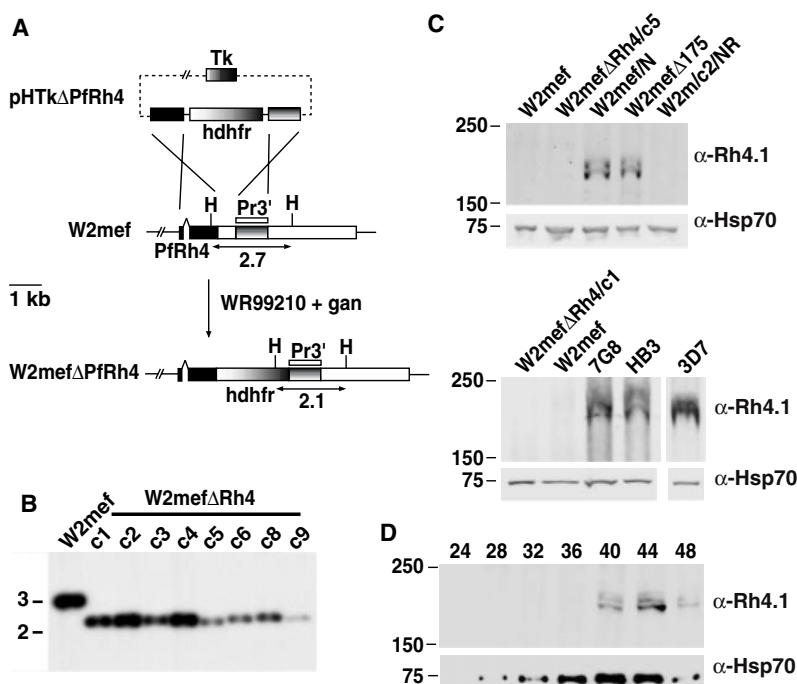 A
Tk
pHTkΔPfRh4
hdhfr
H Pr3' H
W2mef
PfRh4
2.7
1 kb
WR99210 + gan
H Pr3' H
W2mefΔPfRh4
hdhfr
2.1
B
W2mefΔRh4
W2mef c1 c2 c3 c4 c5 c6 c8 c9
3
2
C
W2mef W2mefΔRh4/c5 W2mef/N W2mefΔ175 W2m/c2/NR
250
α-Rh4.1
150
75 α-Hsp70
W2mefΔRh4/c1 W2mef 7G8 HB3 3D7
250
α-Rh4.1
150
75 α-Hsp70
D
24 28 32 36 40 44 48
250
α-Rh4.1
150
75 α-Hsp70